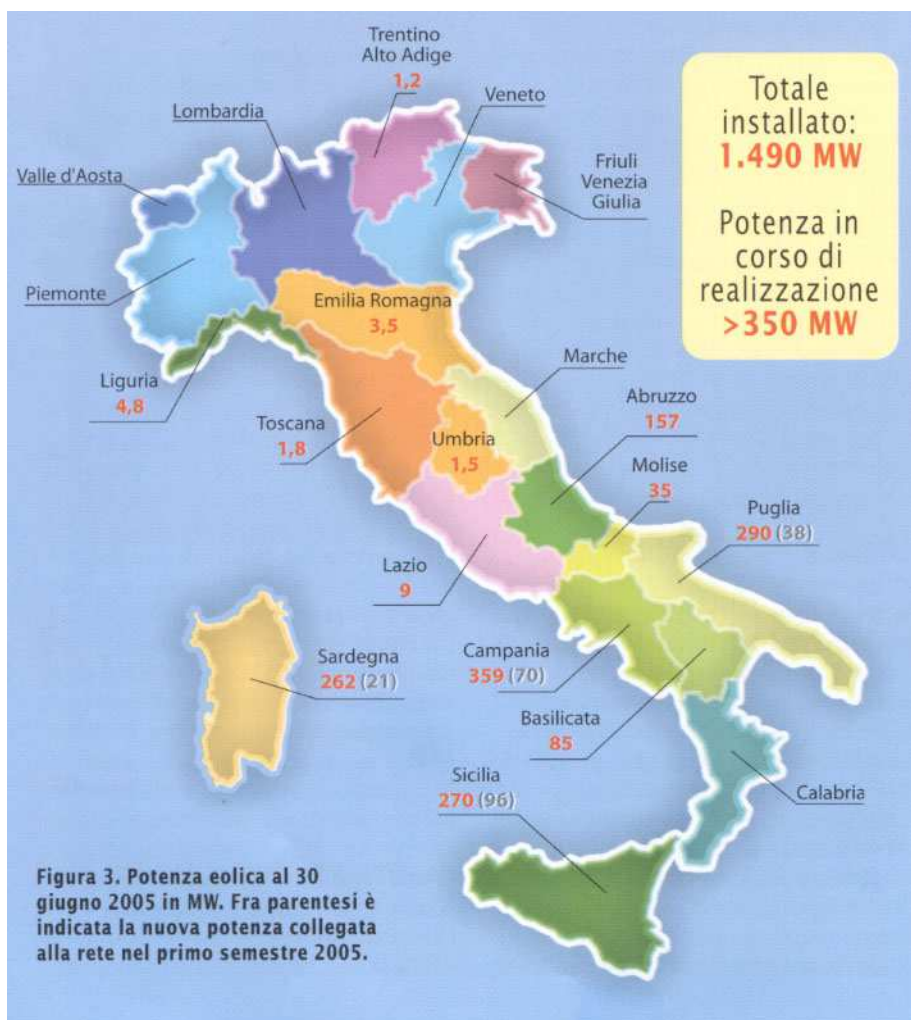 Trentino
Alto Adige
1,2
Veneto
Lombardia
Valle d'Aosta
Friuli
Venezia
Giulia
Totale
installato:
1.490 MW
Potenza in
corso di
realizzazione
>350 MW
Piemonte
Emilia Romagna
3,5
Liguria
4,8
Marche
Toscana
1,8
Umbria
1,5
Abruzzo
157
Molise
35
Puglia
290 (38)
Lazio
9
Sardegna
262 (21)
Campania
359 (70)
Basilicata
85
Sicilia
270 (96)
Calabria
Figura 3. Potenza eolica al 30
giugno 2005 in MW. Fra parentesi è
indicata la nuova potenza collegata
alla rete nel primo semestre 2005.